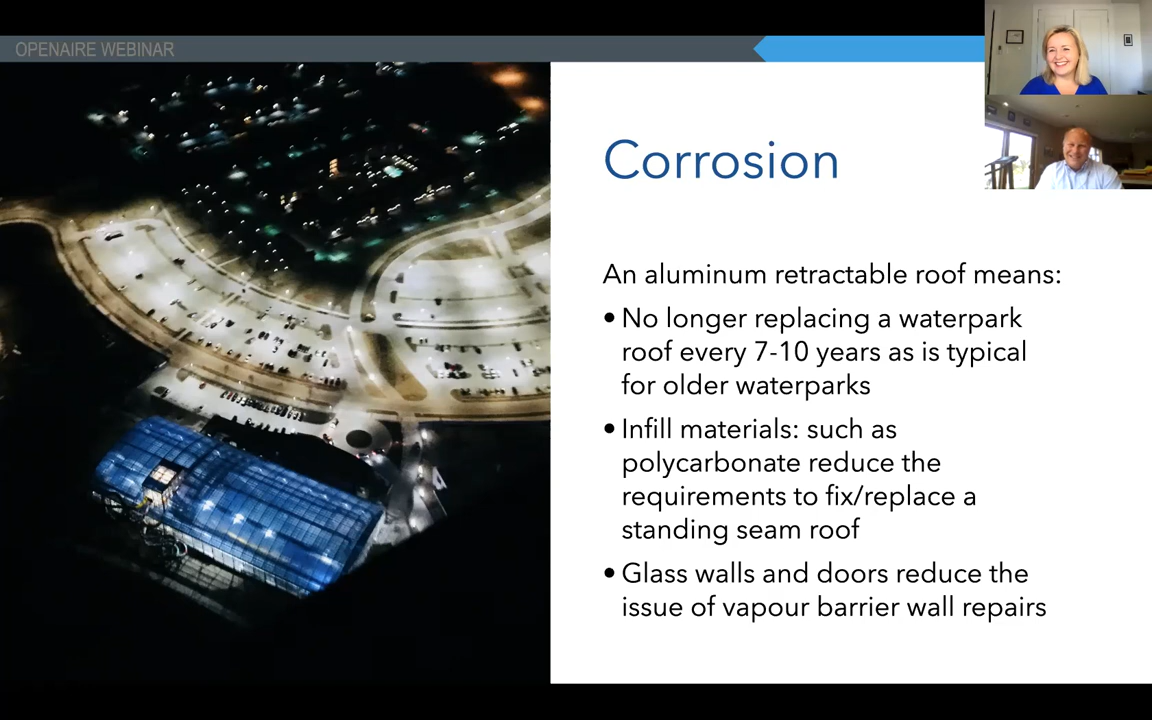 OPENAIRE WEBINAR
Corrosion
An aluminum retractable roof means:
• No longer replacing a waterpark
roof every 7-10 years as is typical
for older waterparks
• Infill materials: such as
polycarbonate reduce the
requirements to fix/replace a
standing seam roof
• Glass walls and doors reduce the
issue of vapour barrier wall repairs